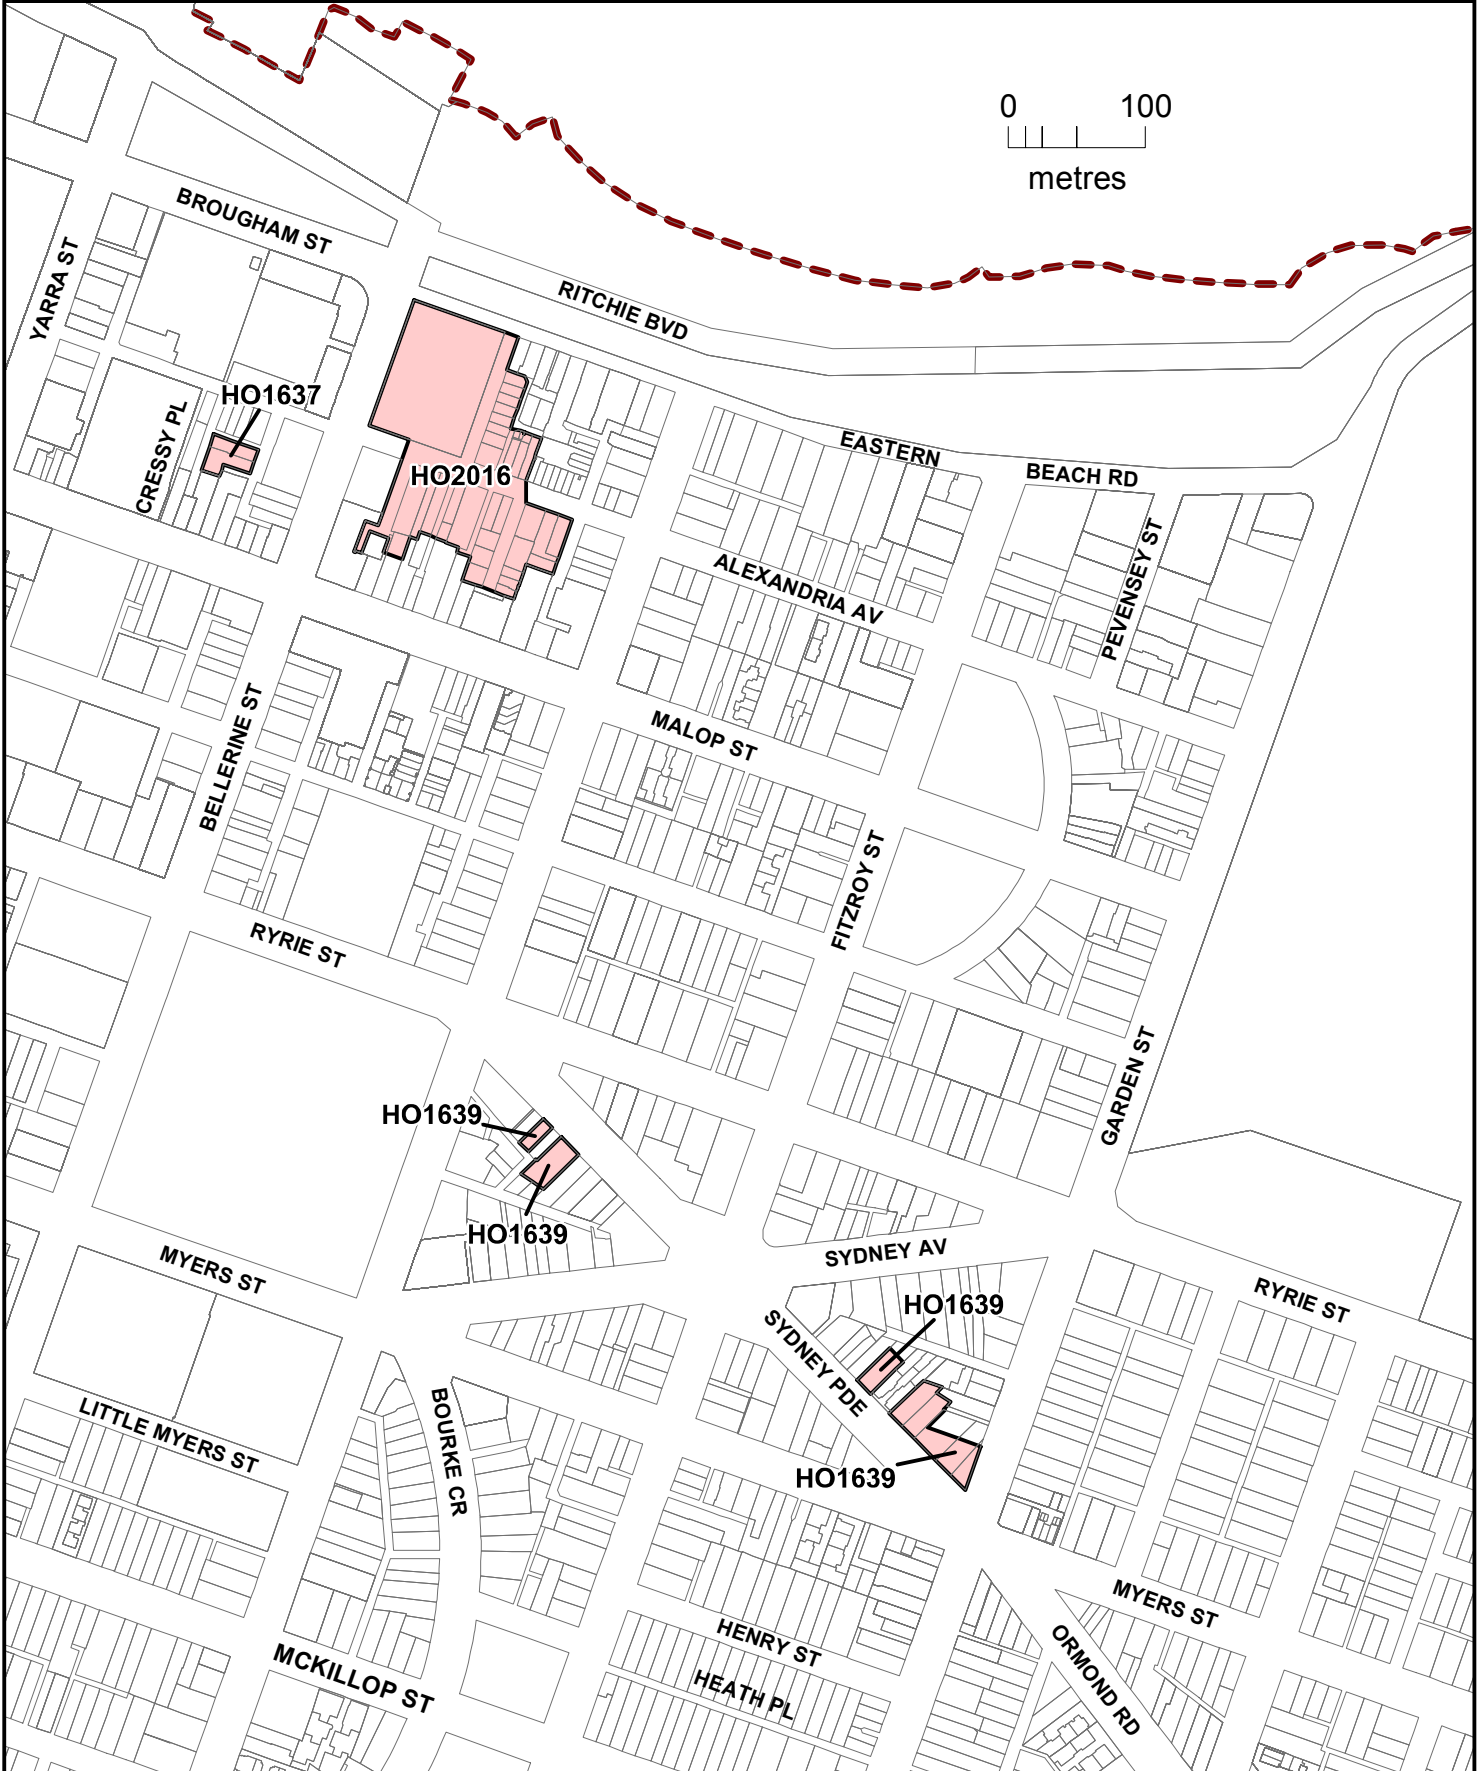 0 100
metres
BROUGHAM ST
YARRA ST
RITCHIE BVD
HO1637
CRESSY PL
HO2016
EASTERN
BEACH RD
PEVENSEY ST
ALEXANDRIA AV
BELLERINE ST
MALOP ST
FITZROY ST
RYRIE ST
GARDEN ST
HO1639
HO1639
MYERS ST
SYDNEY AV
RYRIE ST
HO1639
SYDNEY PDE
LITTLE MYERS ST
BOURKE CR
HO1639
MYERS ST
HENRY ST
ORMOND RD
MCKILLOP ST
HEATH PL